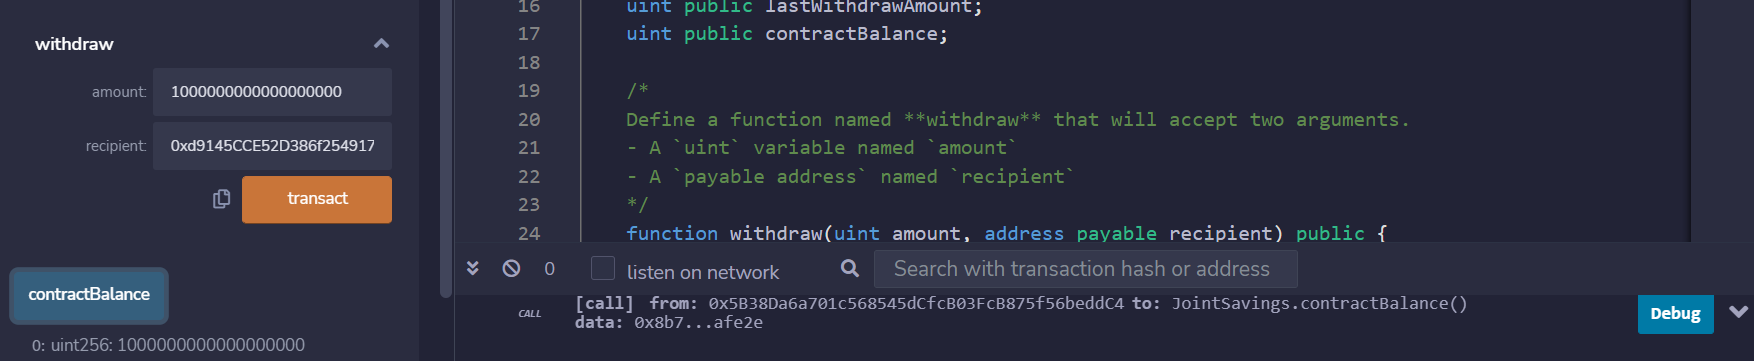 withdraw
amount:
1000000000000000000
recipient:
0xd9145CCE52D386f254917
transact
contractBalance
0: uint256: 1000000000000000000
16 uint public lastWithdrawAmount;
17 uint public contractBalance;
18
19 /*
20 Define a function named **withdraw** that will accept two arguments.
21 - A `uint` variable named `amount`
22 - A `payable address` named `recipient`
23 */
24 function withdraw(uint amount, address payable recipient) public {
0
listen on network
Search with transaction hash or address
CALL
[call] from: 0x5B38Da6a701c568545dCfcB03FcB875f56beddC4 to: JointSavings.contractBalance()
data: 0x8b7...afe2e
Debug